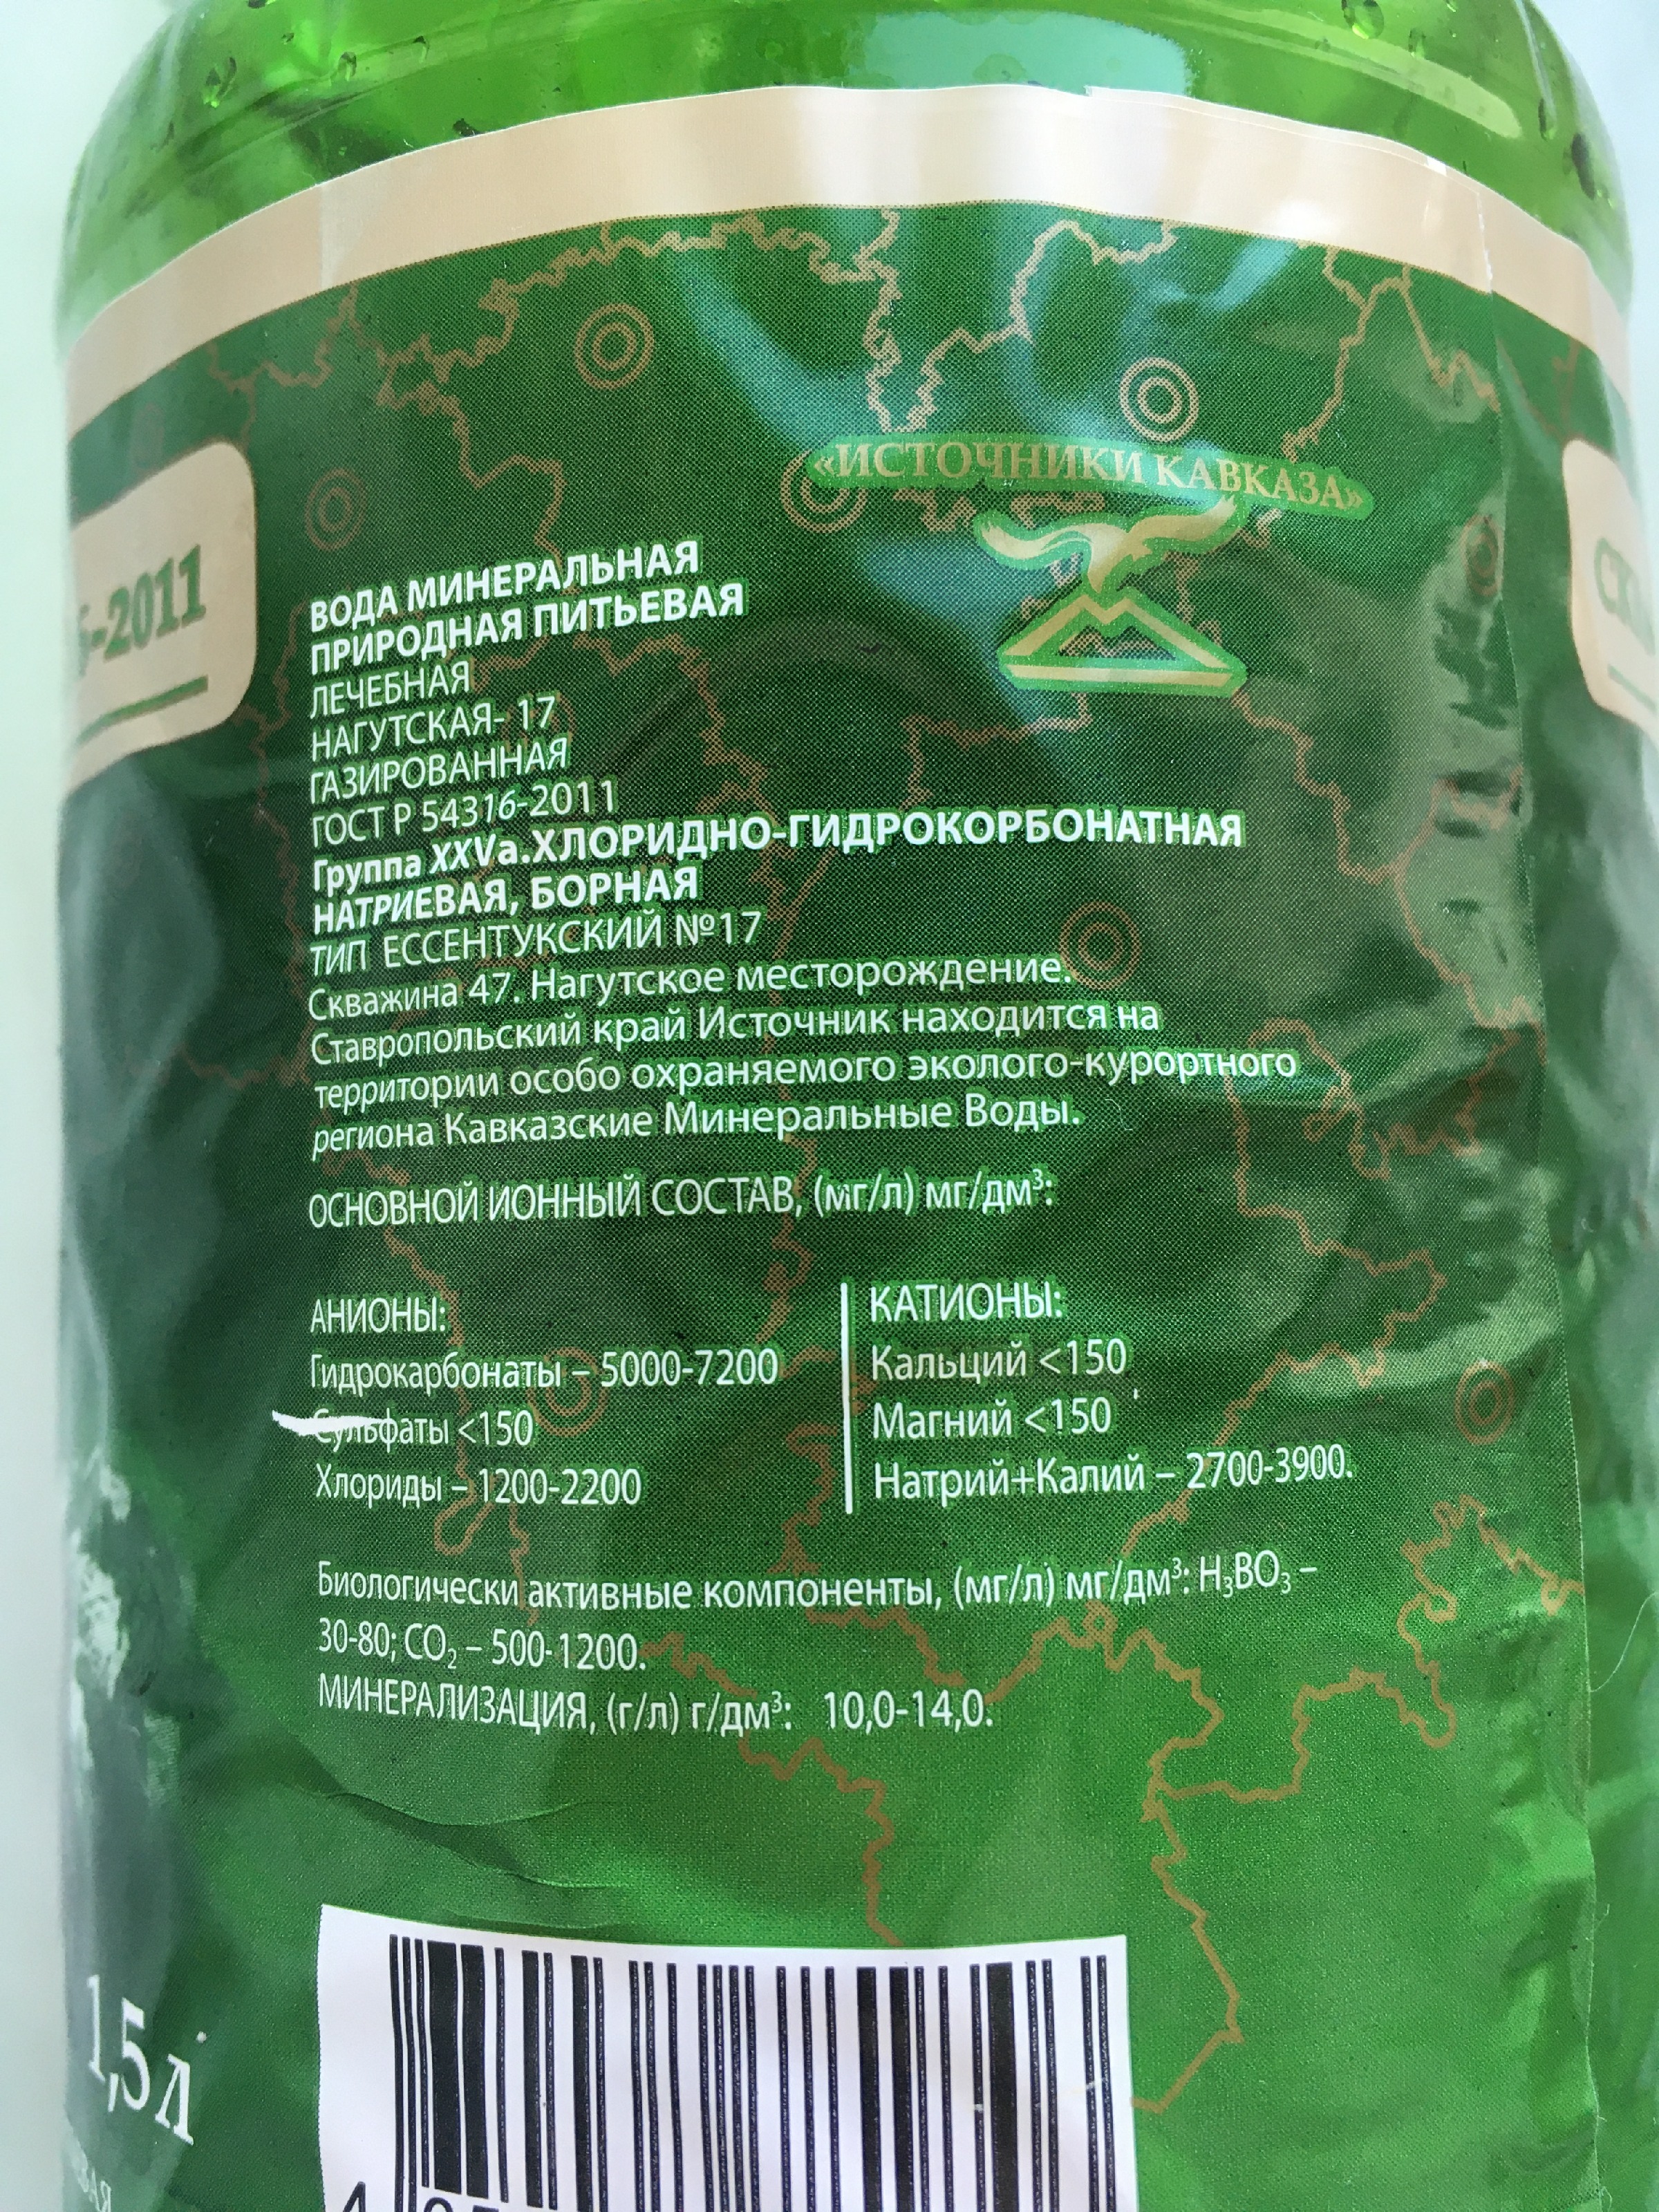 «ИСТОЧНИКИ КАВКАЗА»
-2011
ВОДА МИНЕРАЛЬНАЯ
ПРИРОДНАЯ ПИТЬЕВАЯ
ЛЕЧЕБНАЯ
НАГУТСКАЯ- 17
ГАЗИРОВАННАЯ
ГОСТ Р 54316-2011
Группа XXVа.ХЛОРИДНО-ГИДРОКОРБОНАТНАЯ
НАТРИЕВАЯ, БОРНАЯ
ТИП ЕССЕНТУКСКИЙ №17
Скважина 47. Нагутское месторождение.
Ставропольский край Источник находится на
территории особо охраняемого эколого-курортного
региона Кавказские Минеральные Воды.
ОСНОВНОЙ ИОННЫЙ СОСТАВ, (мг/л) мг/дм³:
АНИОНЫ:
Гидрокарбонаты – 5000-7200
Сульфаты <150
Хлориды – 1200-2200
КАТИОНЫ:
Кальций <150
Магний <150
Натрий+Калий – 2700-3900.
Биологически активные компоненты, (мг/л) мг/дм³: H₃BO₃ –
30-80; CO₂ – 500-1200.
МИНЕРАЛИЗАЦИЯ, (г/л) г/дм³: 10,0-14,0.
1,5л